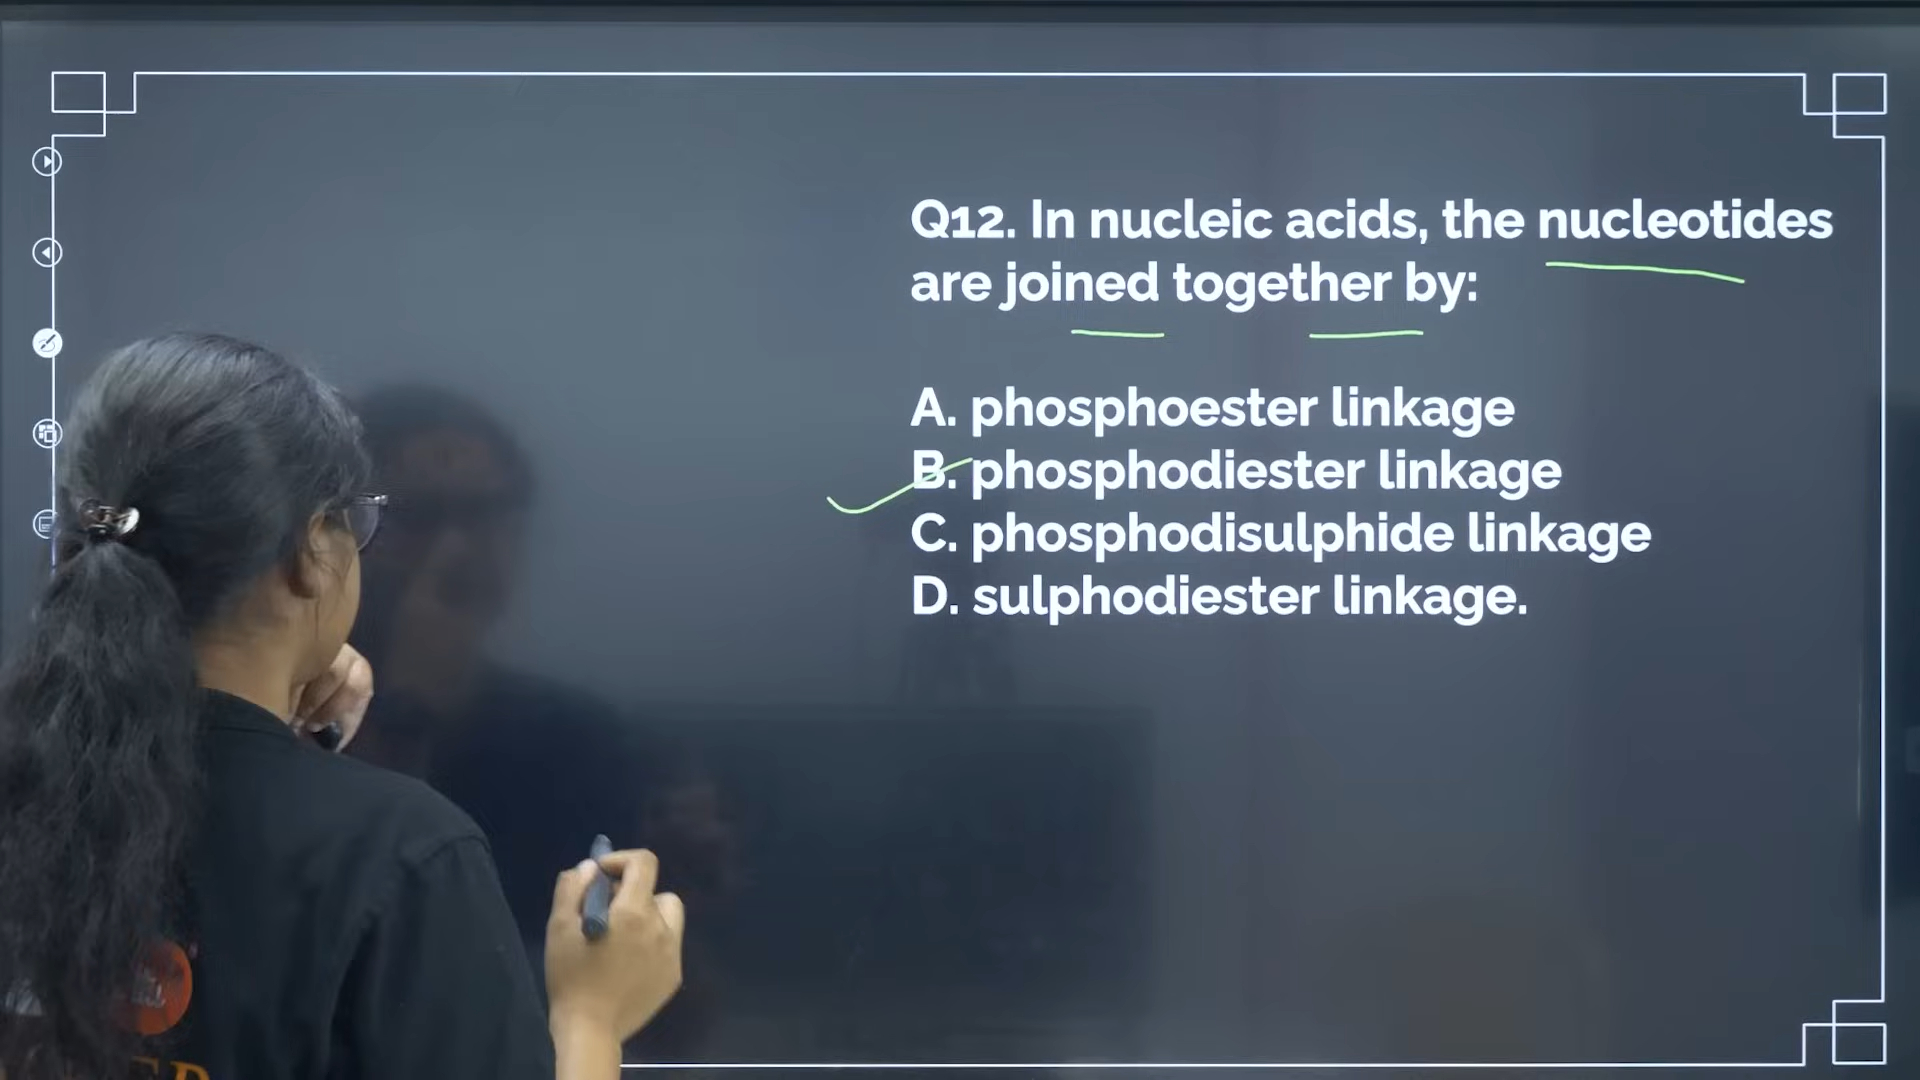 Q12. In nucleic acids, the nucleotides
are joined together by:
A. phosphoester linkage
B. phosphodiester linkage
C. phosphodisulphide linkage
D. sulphodiester linkage.